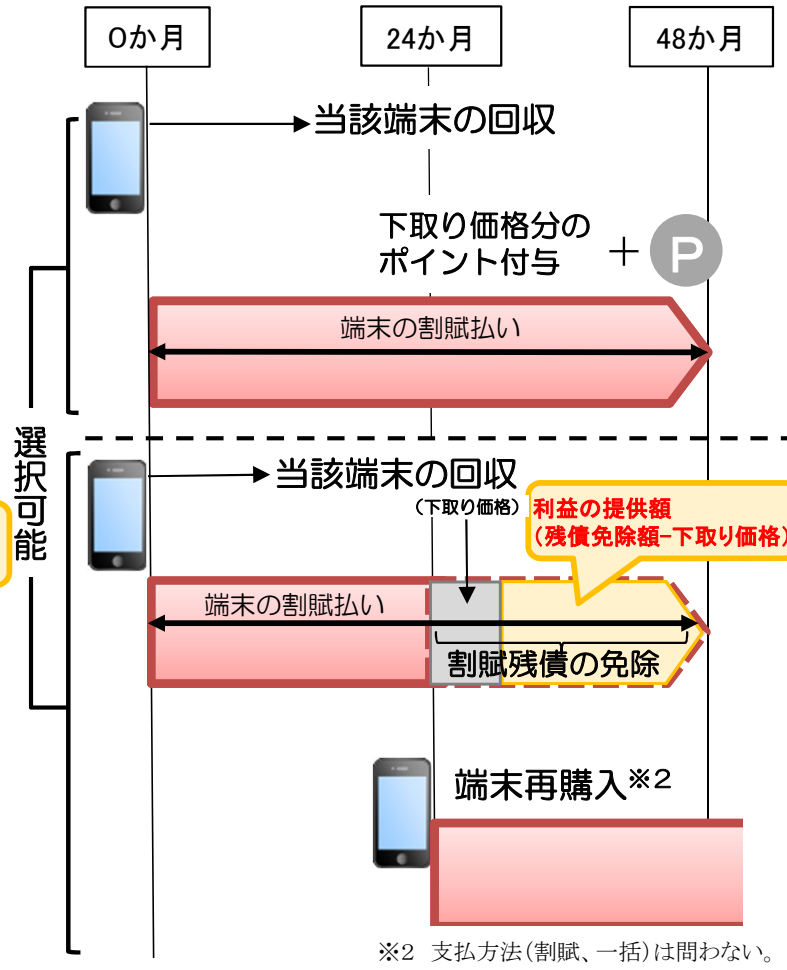 0か月
24か月
48か月
当該端末の回収
下取り価格分の
ポイント付与
+
P
端末の割賦払い
選択可能
当該端末の回収
(下取り価格)
利益の提供額
(残債免除額-下取り価格)
端末の割賦払い
割賦残債の免除
端末再購入※2
※2 支払方法(割賦、一括)は問わない。